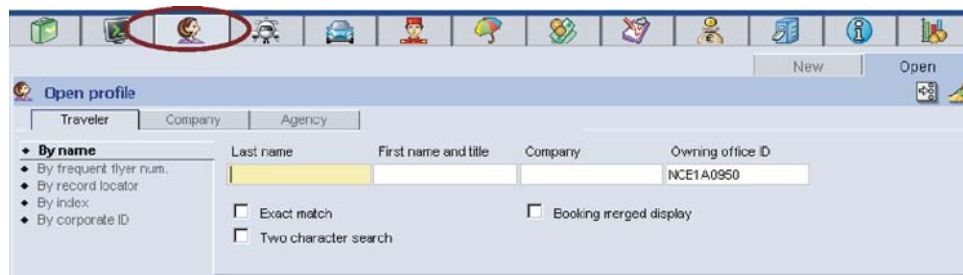 New Open
Open profile
Traveler Company Agency
By name
By frequent flyer num.
By record locator
By index
By corporate ID
Last name First name and title Company Owning office ID
NCE1A0950
Exact match Booking merged display
Two character search